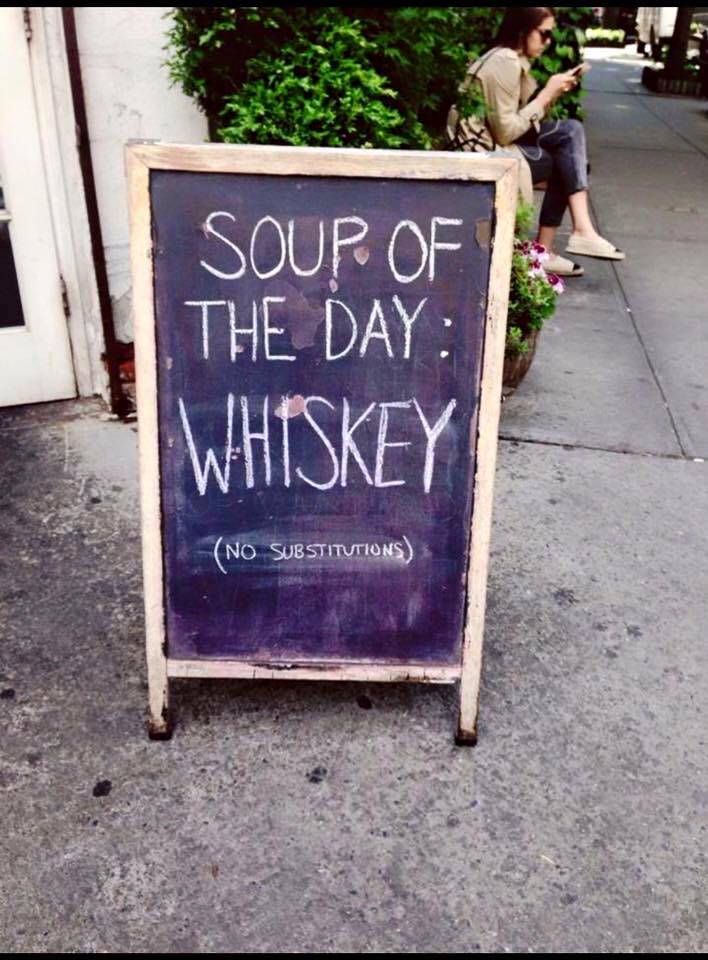 SOUP OF
THE DAY:
WHISKEY
(NO SUBSTITUTIONS)